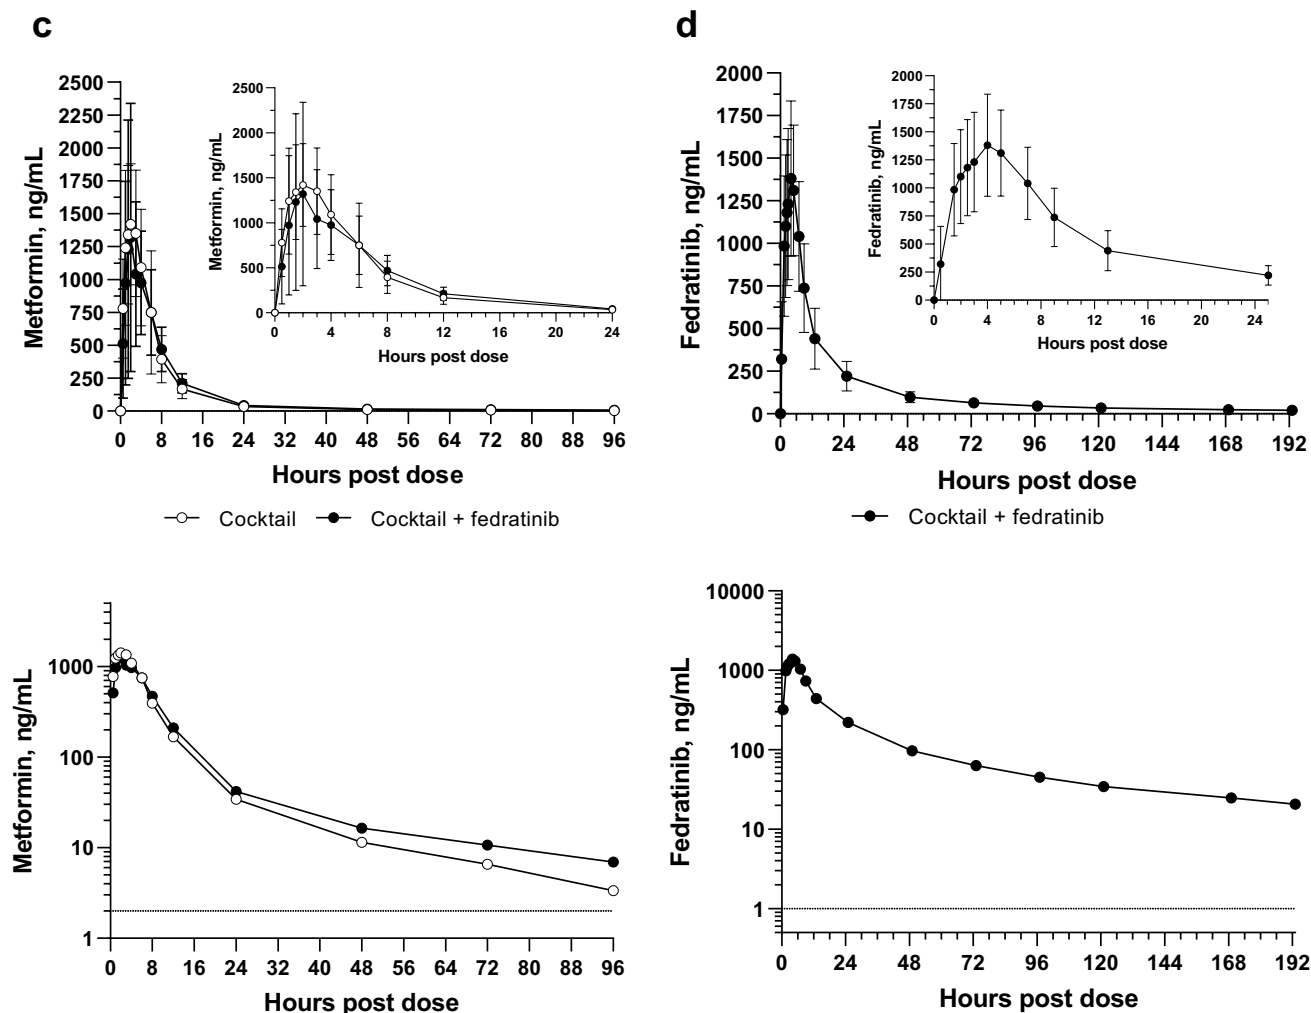 c
Metformin, ng/mL
2500
2250
2000
1750
1500
1250
1000
750
500
250
0
0 8 16 24 32 40 48 56 64 72 80 88 96
Hours post dose
Metformin, ng/mL
2500
2000
1500
1000
500
0
0 4 8 12 16 20 24
Hours post dose
Cocktail Cocktail + fedratinib
d
Fedratinib, ng/mL
2000
1750
1500
1250
1000
750
500
250
0
0 24 48 72 96 120 144 168 192
Hours post dose
Fedratinib, ng/mL
2000
1750
1500
1250
1000
750
500
250
0
0 4 8 12 16 20 24
Hours post dose
Cocktail + fedratinib
Metformin, ng/mL
1000
100
10
1
0 8 16 24 32 40 48 56 64 72 80 88 96
Hours post dose
Fedratinib, ng/mL
10000
1000
100
10
1
0 24 48 72 96 120 144 168 192
Hours post dose